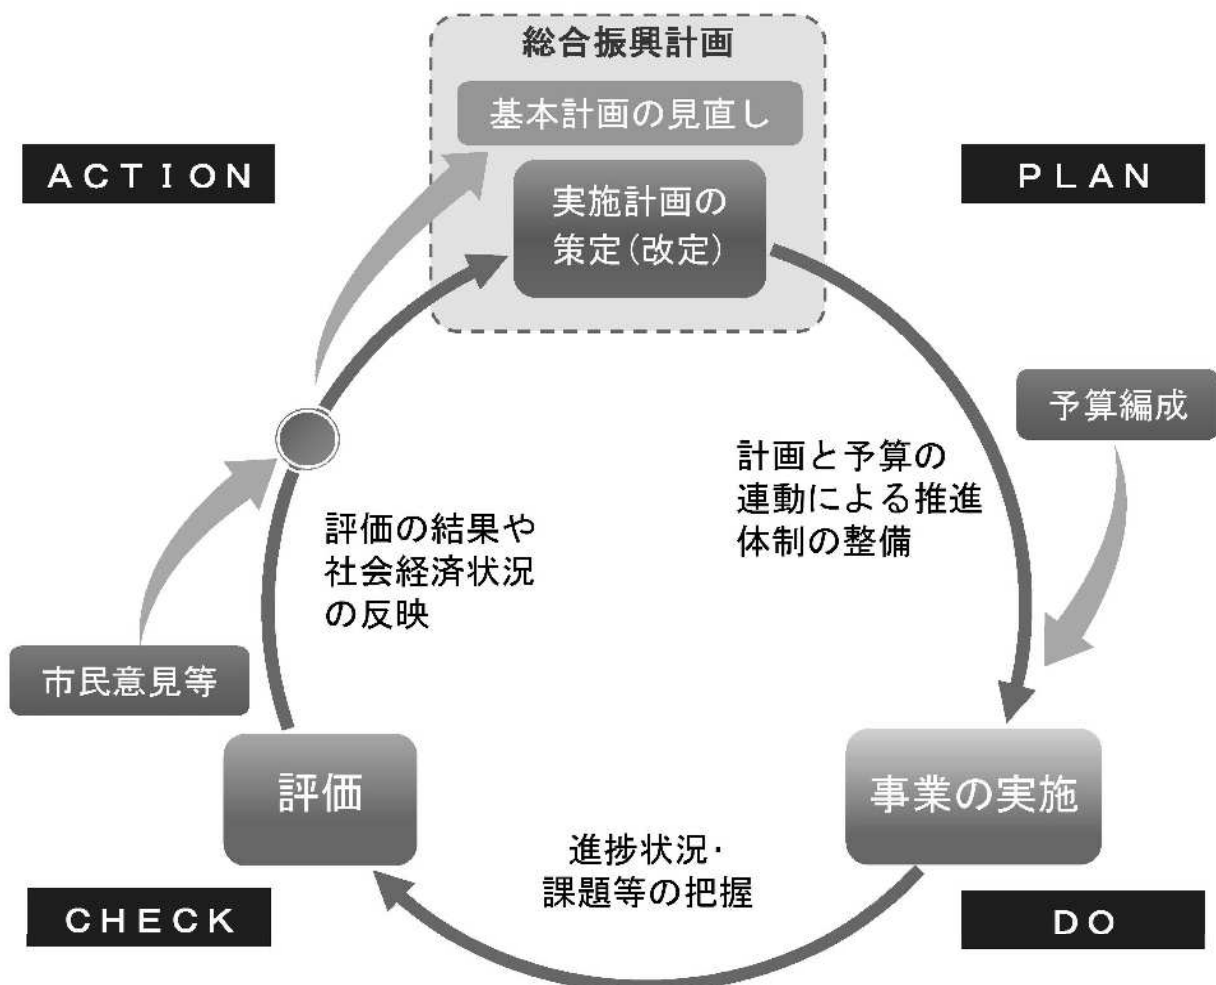 総合振興計画
基本計画の見直し
ACTION
PLAN
実施計画の
策定(改定)
予算編成
計画と予算の
連動による推進
体制の整備
評価の結果や
社会経済状況
の反映
市民意見等
評価
事業の実施
進捗状況・
課題等の把握
CHECK
DO